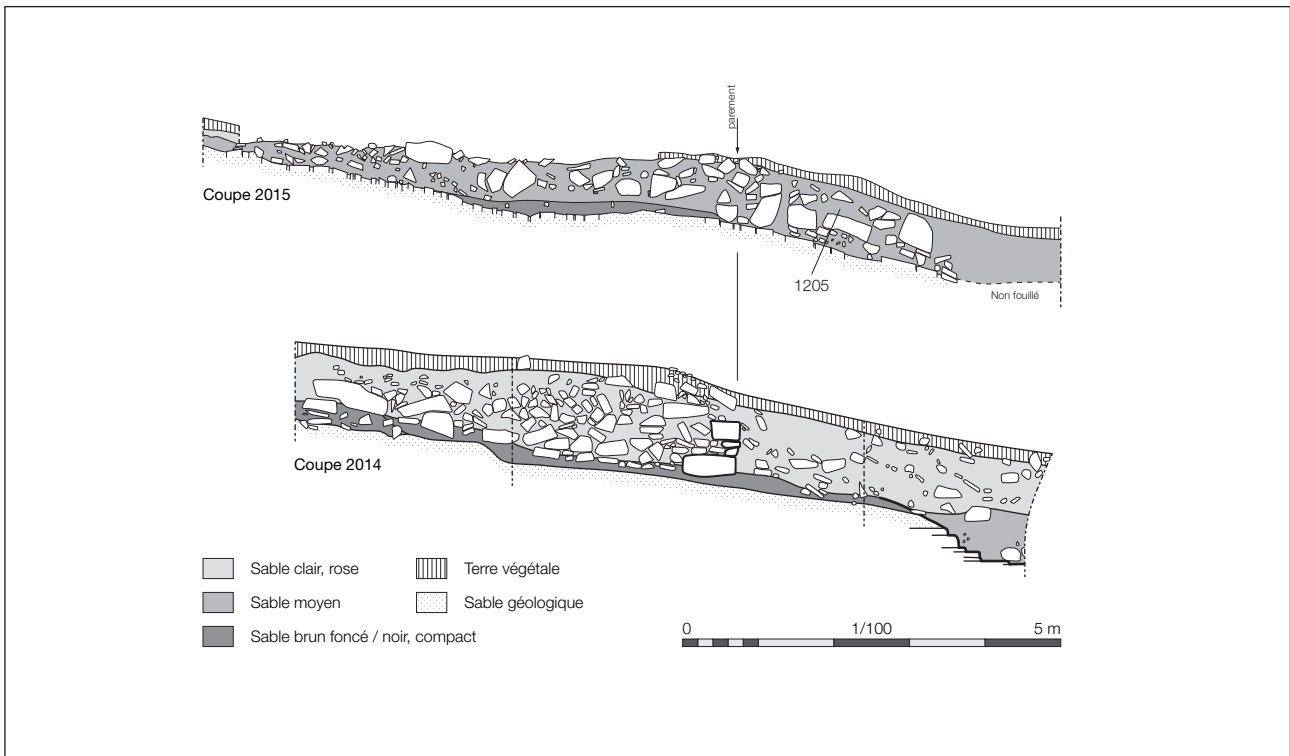 parement
Coupe 2015
1205
Non fouillé
Coupe 2014
Sable clair, rose
Terre végétale
Sable moyen
Sable géologique
Sable brun foncé / noir, compact
0 1/100 5 m